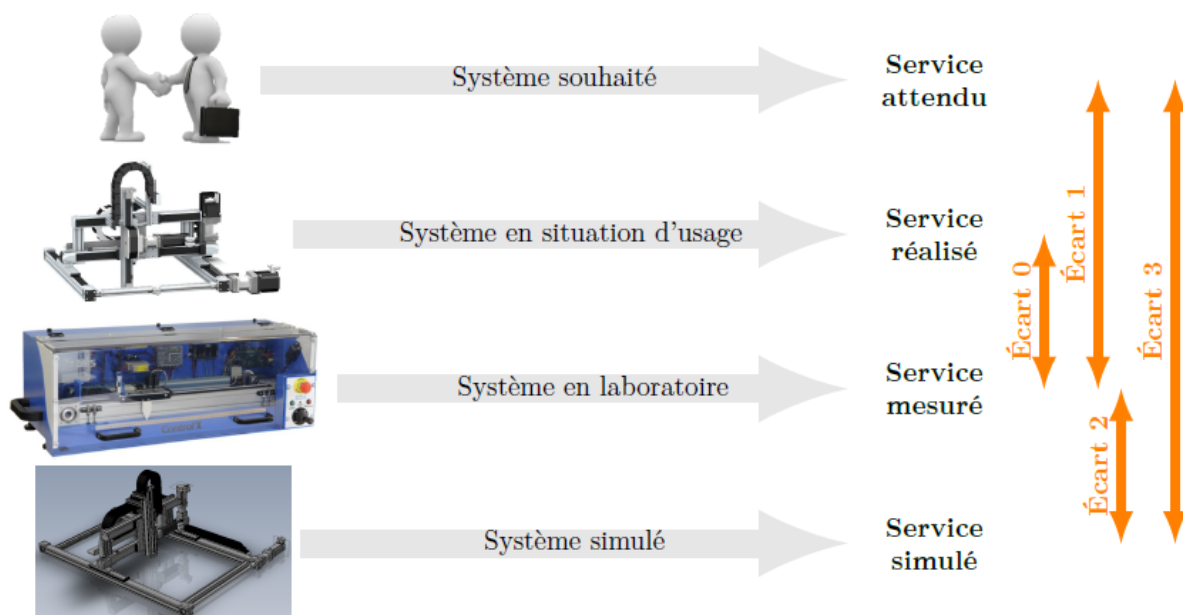 Système souhaité
Service
attendu
Système en situation d'usage
Service
réalisé
Écart 0
Écart 1
Écart 3
Système en laboratoire
Service
mesuré
Écart 2
Control'X
Système simulé
Service
simulé